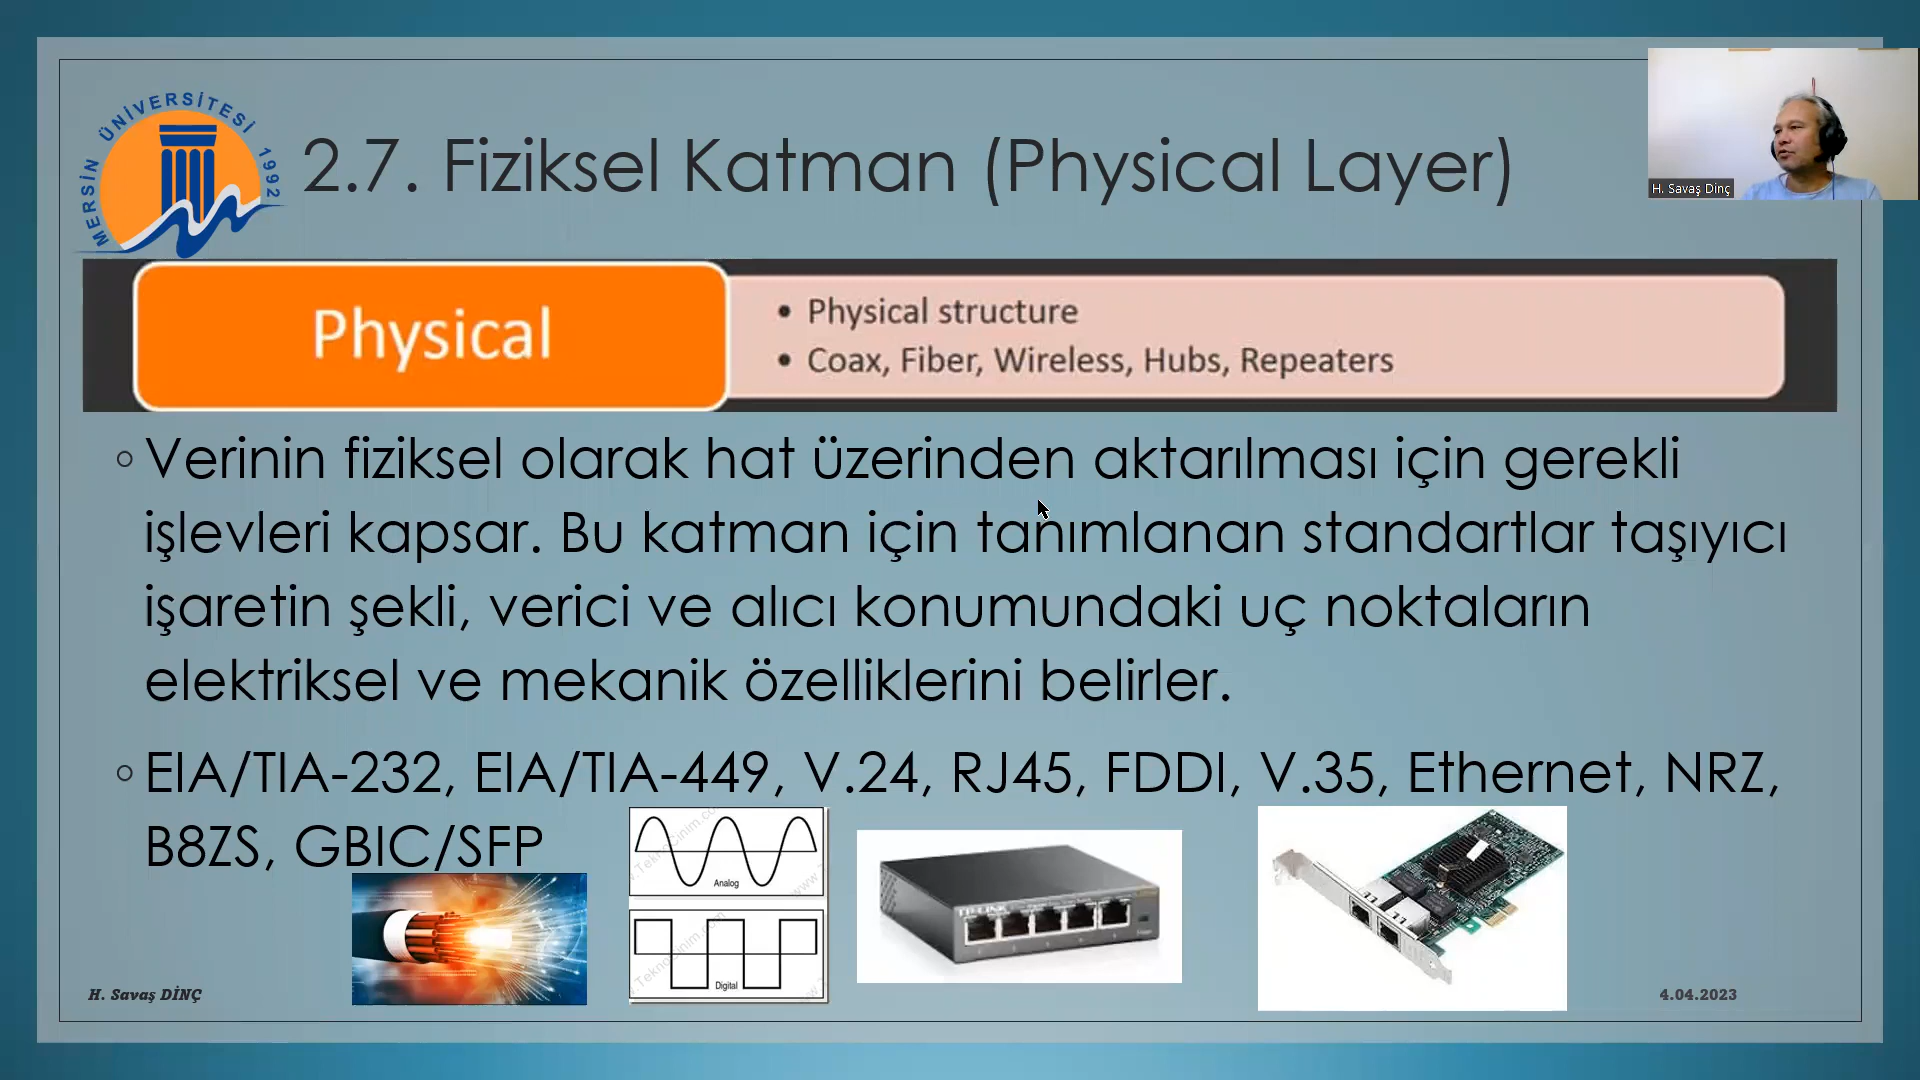 MERSİN ÜNİVERSİTESİ 1992
2.7. Fiziksel Katman (Physical Layer)
H. Savaş Dinç
Physical
• Physical structure
• Coax, Fiber, Wireless, Hubs, Repeaters
Verinin fiziksel olarak hat üzerinden aktarılması için gerekli
işlevleri kapsar. Bu katman için tanımlanan standartlar taşıyıcı
işaretin şekli, verici ve alıcı konumundaki uç noktaların
elektriksel ve mekanik özelliklerini belirler.
EIA/TIA-232, EIA/TIA-449, V.24, RJ45, FDDI, V.35, Ethernet, NRZ,
B8ZS, GBIC/SFP
Analog
Digital
TP-LINK
H. Savaş DİNÇ
4.04.2023